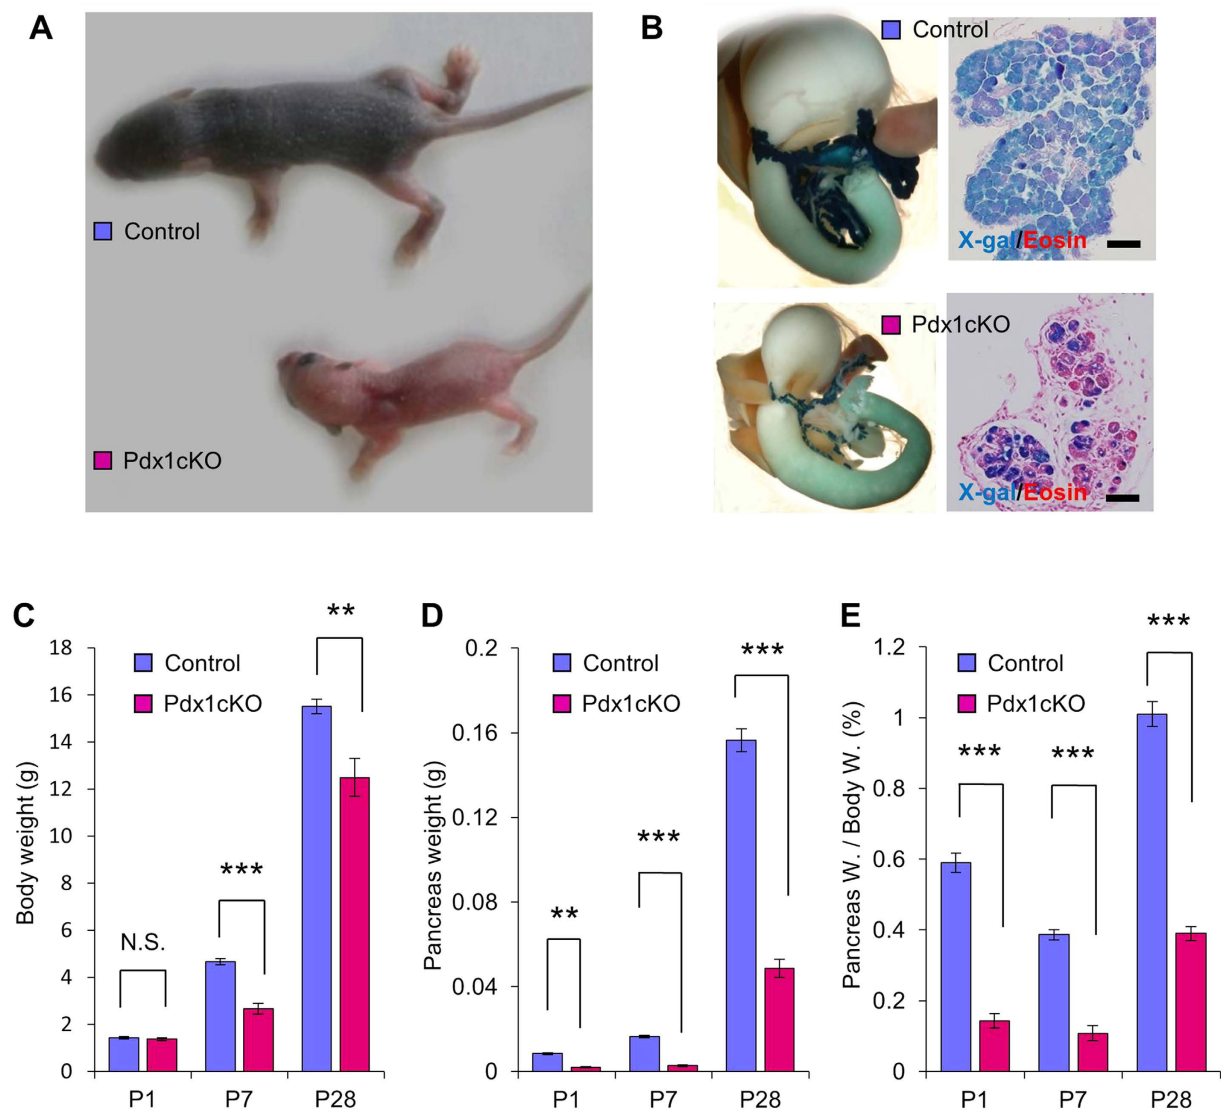 A
Control
Pdx1cKO
B
Control
X-gal/Eosin
Pdx1cKO
X-gal/Eosin
C
Body weight (g)
18
16
14
12
10
8
6
4
2
0
Control
Pdx1cKO
N.S.
***
**
P1
P7
P28
D
Pancreas weight (g)
0.2
0.16
0.12
0.08
0.04
0
Control
Pdx1cKO
**
***
***
P1
P7
P28
E
Pancreas W. / Body W. (%)
1.2
1
0.8
0.6
0.4
0.2
0
Control
Pdx1cKO
***
***
***
P1
P7
P28